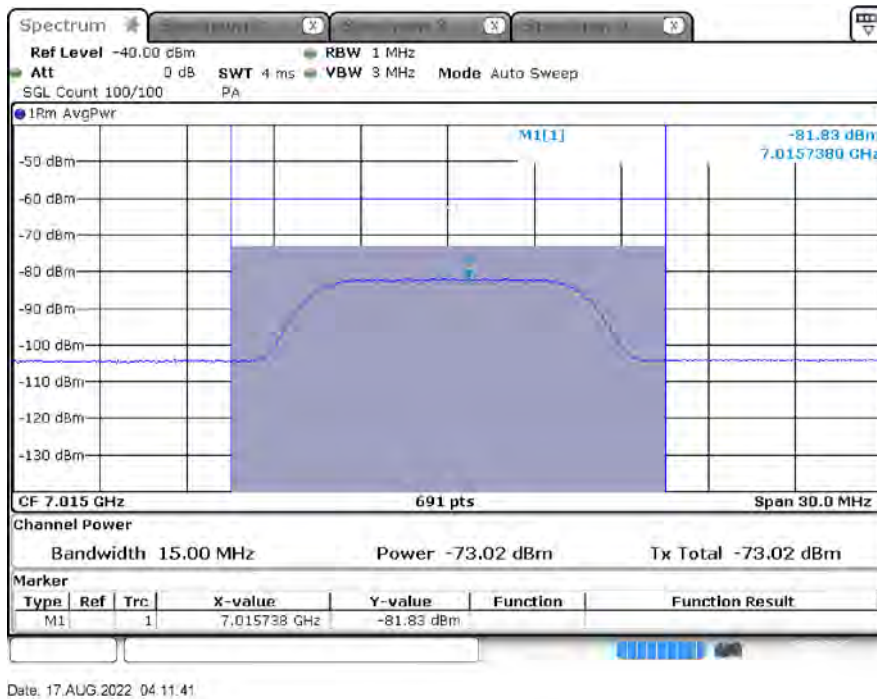 Spectrum
Ref Level -40.00 dBm RBW 1 MHz
Att 0 dB SWT 4 ms VBW 3 MHz Mode Auto Sweep
SGL Count 100/100 PA
1Rm AvgPwr
M1[1] -81.83 dBm
7.0157380 GHz
-50 dBm
-60 dBm
-70 dBm
-80 dBm
-90 dBm
-100 dBm
-110 dBm
-120 dBm
-130 dBm
CF 7.015 GHz 691 pts Span 30.0 MHz
Channel Power
Bandwidth 15.00 MHz Power -73.02 dBm Tx Total -73.02 dBm
Marker
Type Ref Trc X-value Y-value Function Function Result
M1 1 7.015738 GHz -81.83 dBm
Date: 17.AUG.2022 04:11:41